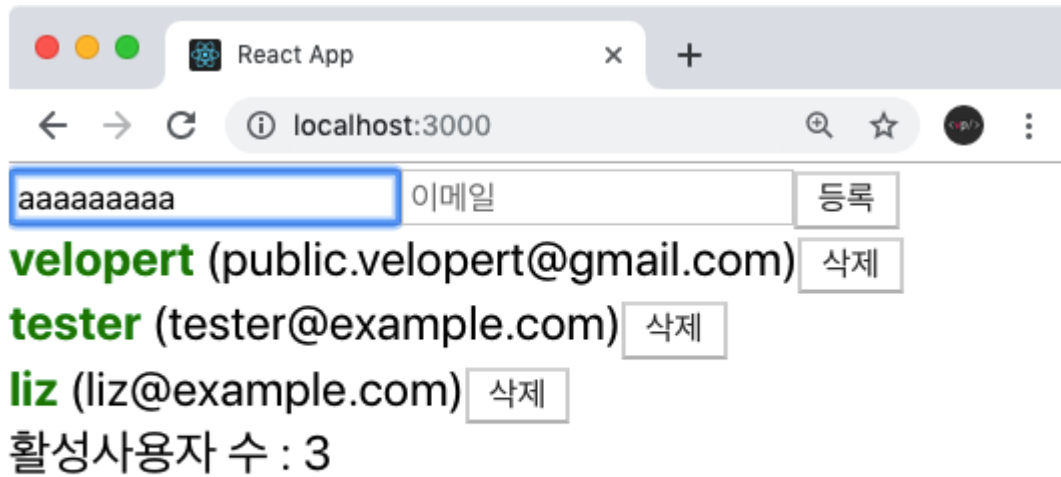 React App
localhost:3000
aaaaaaaaa 이메일 등록
velopert (public.velopert@gmail.com) 삭제
tester (tester@example.com) 삭제
liz (liz@example.com) 삭제
활성사용자 수 : 3